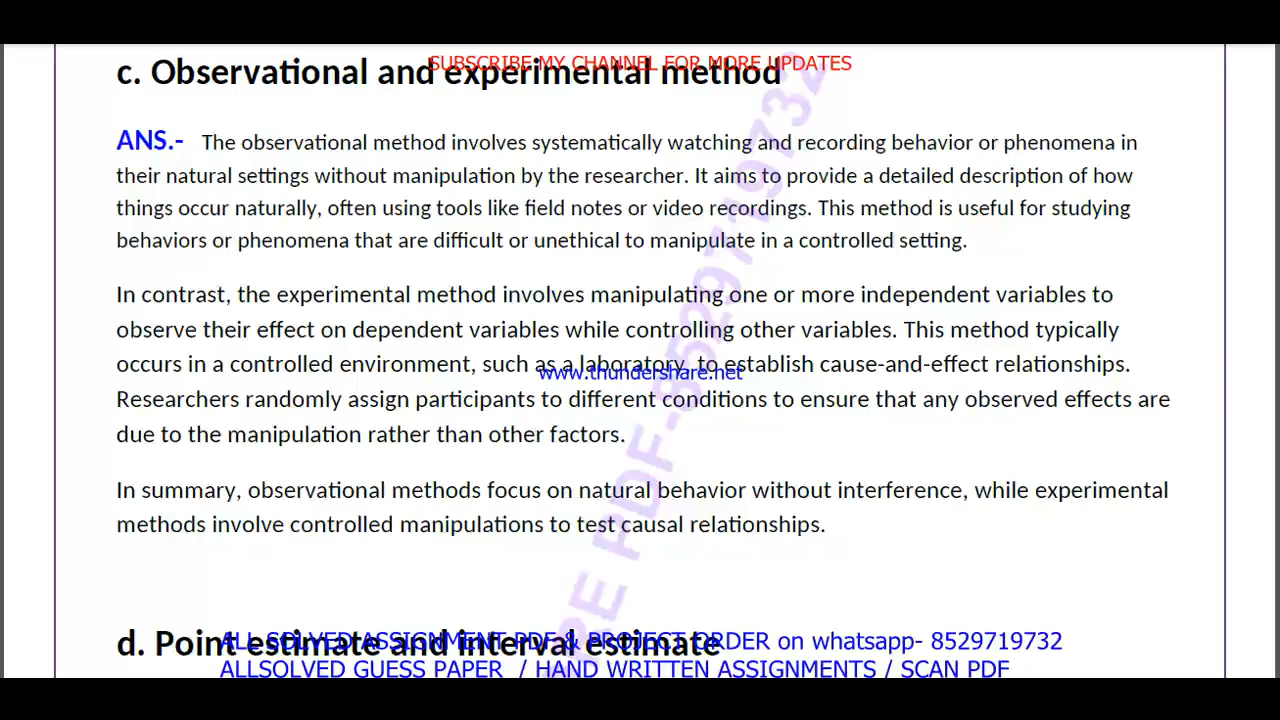 SUBSCRIBE MY CHANNEL FOR MORE UPDATES
c. Observational and experimental method
ANS.- The observational method involves systematically watching and recording behavior or phenomena in
their natural settings without manipulation by the researcher. It aims to provide a detailed description of how
things occur naturally, often using tools like field notes or video recordings. This method is useful for studying
behaviors or phenomena that are difficult or unethical to manipulate in a controlled setting.
In contrast, the experimental method involves manipulating one or more independent variables to
observe their effect on dependent variables while controlling other variables. This method typically
occurs in a controlled environment, such as a laboratory, to establish cause-and-effect relationships.
www.thundershare.net
Researchers randomly assign participants to different conditions to ensure that any observed effects are
due to the manipulation rather than other factors.
In summary, observational methods focus on natural behavior without interference, while experimental
methods involve controlled manipulations to test causal relationships.
RE PDF-8529719732
d. Point estimate and interval estimate
ALL SOLVED ASSIGNMENT PDF & PROJECT ORDER on whatsapp- 8529719732
ALLSOLVED GUESS PAPER / HAND WRITTEN ASSIGNMENTS / SCAN PDF